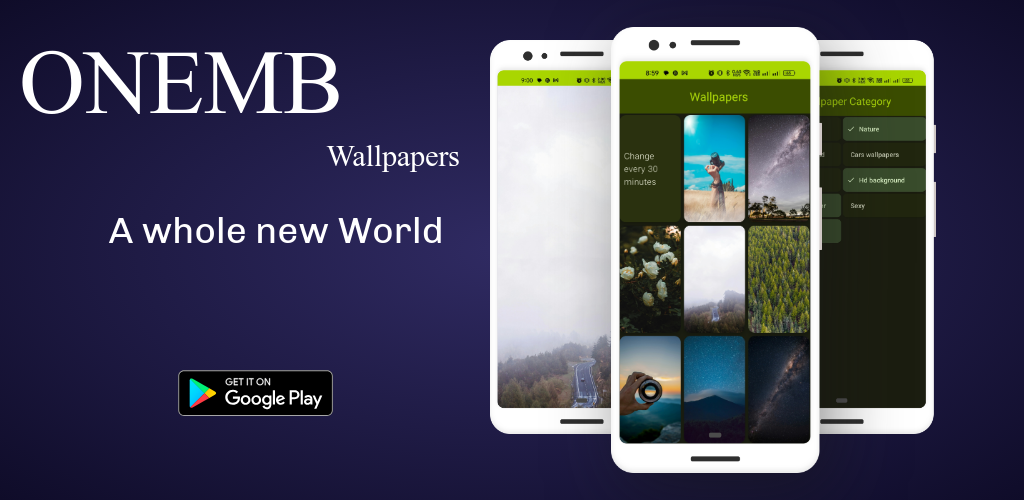 ONEMB
Wallpapers
A whole new World
GET IT ON
Google Play
9:00
8:59
Wallpapers
Change
every 30
minutes
paper Category
Nature
Cars wallpapers
Hd background
Sexy